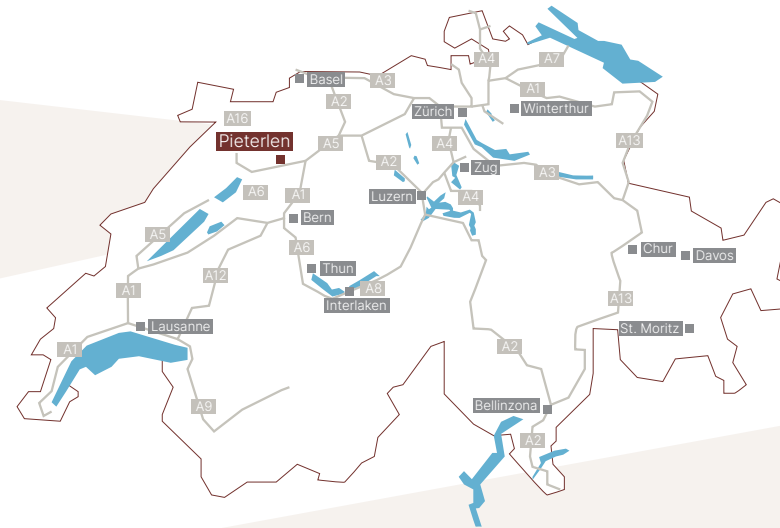 A4
A7
Basel
A3
A1
A2
Zürich
Winterthur
A16
Pieterlen
A5
A4
A13
A2
Zug
A3
A6
A1
Luzern
A4
Bern
A5
A6
Chur
Davos
A12
Thun
A1
A8
Interlaken
A13
Lausanne
St. Moritz
A1
A2
A9
Bellinzona
A2